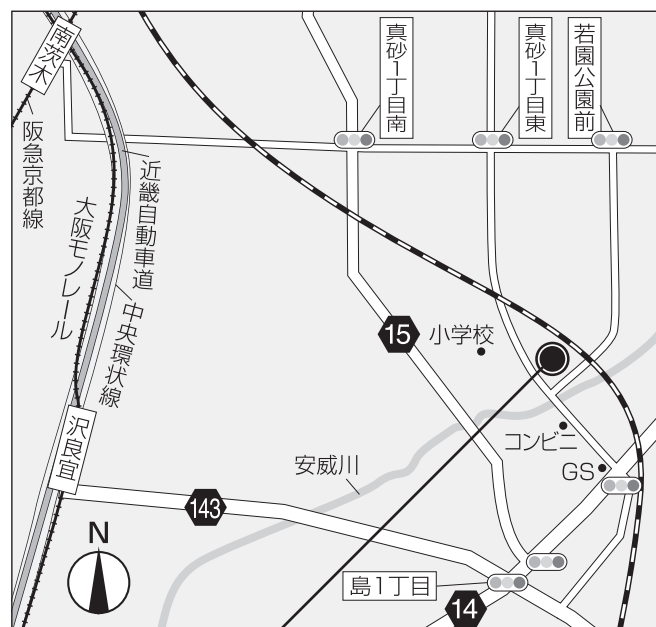 南茨木
真砂1丁目南
真砂1丁目東
若園公園前
阪急京都線
近畿自動車道
大阪モノレール
中央環状線
15
小学校
沢良宜
コンビニ
安威川
GS
143
N
島1丁目
14